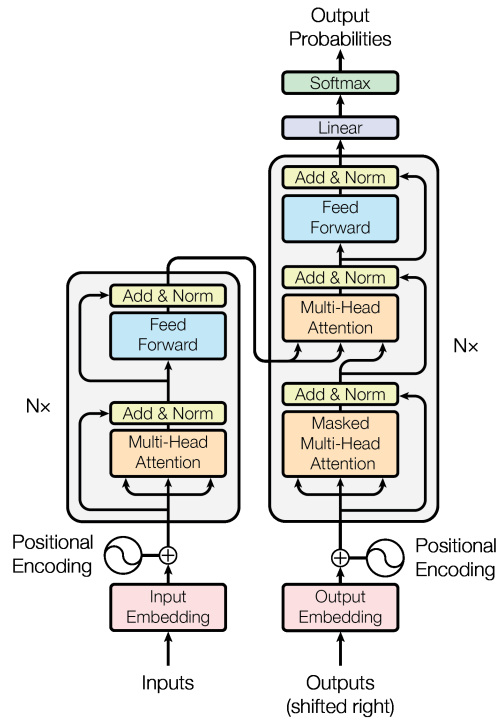 Output
Probabilities
Softmax
Linear
Add & Norm
Feed
Forward
Add & Norm
Multi-Head
Attention
Add & Norm
Masked
Multi-Head
Attention
N×
Add & Norm
Feed
Forward
Add & Norm
Multi-Head
Attention
N×
Positional
Encoding
Positional
Encoding
Input
Embedding
Output
Embedding
Inputs
Outputs
(shifted right)